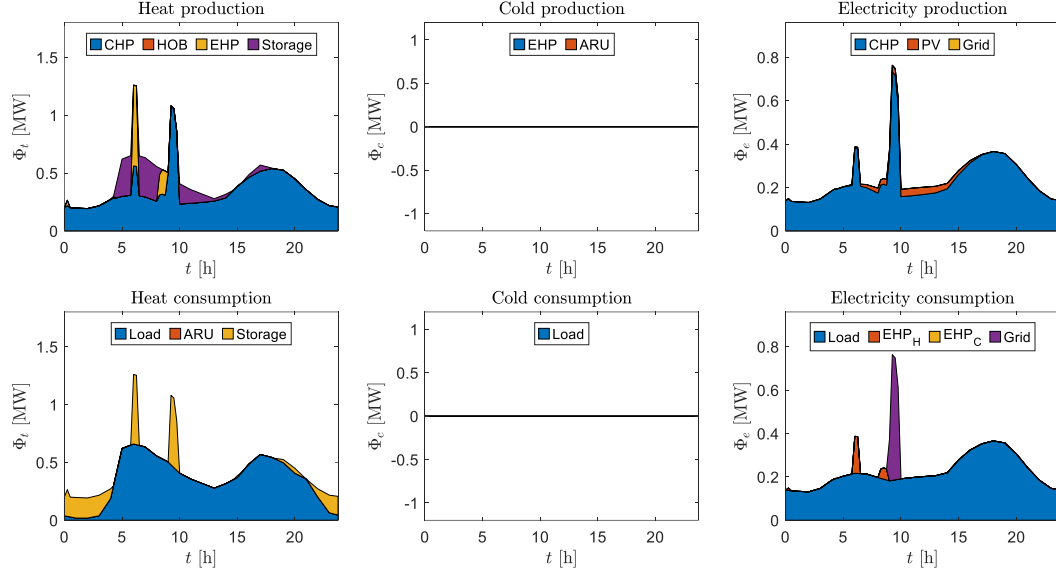 Heat production
CHP HOB EHP Storage
Φt [MW]
1.5
1
0.5
0
0 5 10 15 20
t [h]
Cold production
EHP ARU
Φc [MW]
1
0.5
0
-0.5
-1
0 5 10 15 20
t [h]
Electricity production
CHP PV Grid
Φe [MW]
0.8
0.6
0.4
0.2
0
0 5 10 15 20
t [h]
Heat consumption
Load ARU Storage
Φt [MW]
1.5
1
0.5
0
0 5 10 15 20
t [h]
Cold consumption
Load
Φc [MW]
1
0.5
0
-0.5
-1
0 5 10 15 20
t [h]
Electricity consumption
Load EHP_H EHP_C Grid
Φe [MW]
0.8
0.6
0.4
0.2
0
0 5 10 15 20
t [h]